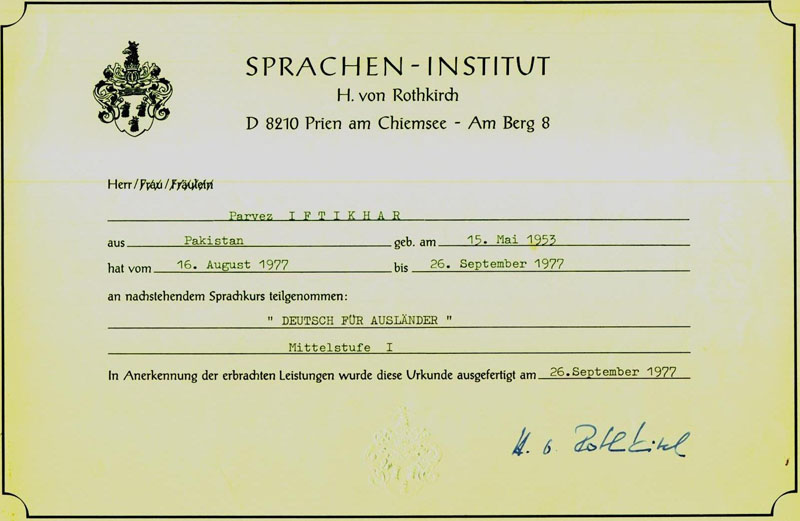 SPRACHEN-INSTITUT
H. von Rothkirch
D 8210 Prien am Chiemsee - Am Berg 8
Herr/Frau/Fräulein
Parvez IFTIKHAR
aus Pakistan geb. am 15. Mai 1953
hat vom 16. August 1977 bis 26. September 1977
an nachstehendem Sprachkurs teilgenommen:
" DEUTSCH FÜR AUSLÄNDER "
Mittelstufe I
In Anerkennung der erbrachten Leistungen wurde diese Urkunde ausgefertigt am 26.September 1977
H. v. Rothkirch